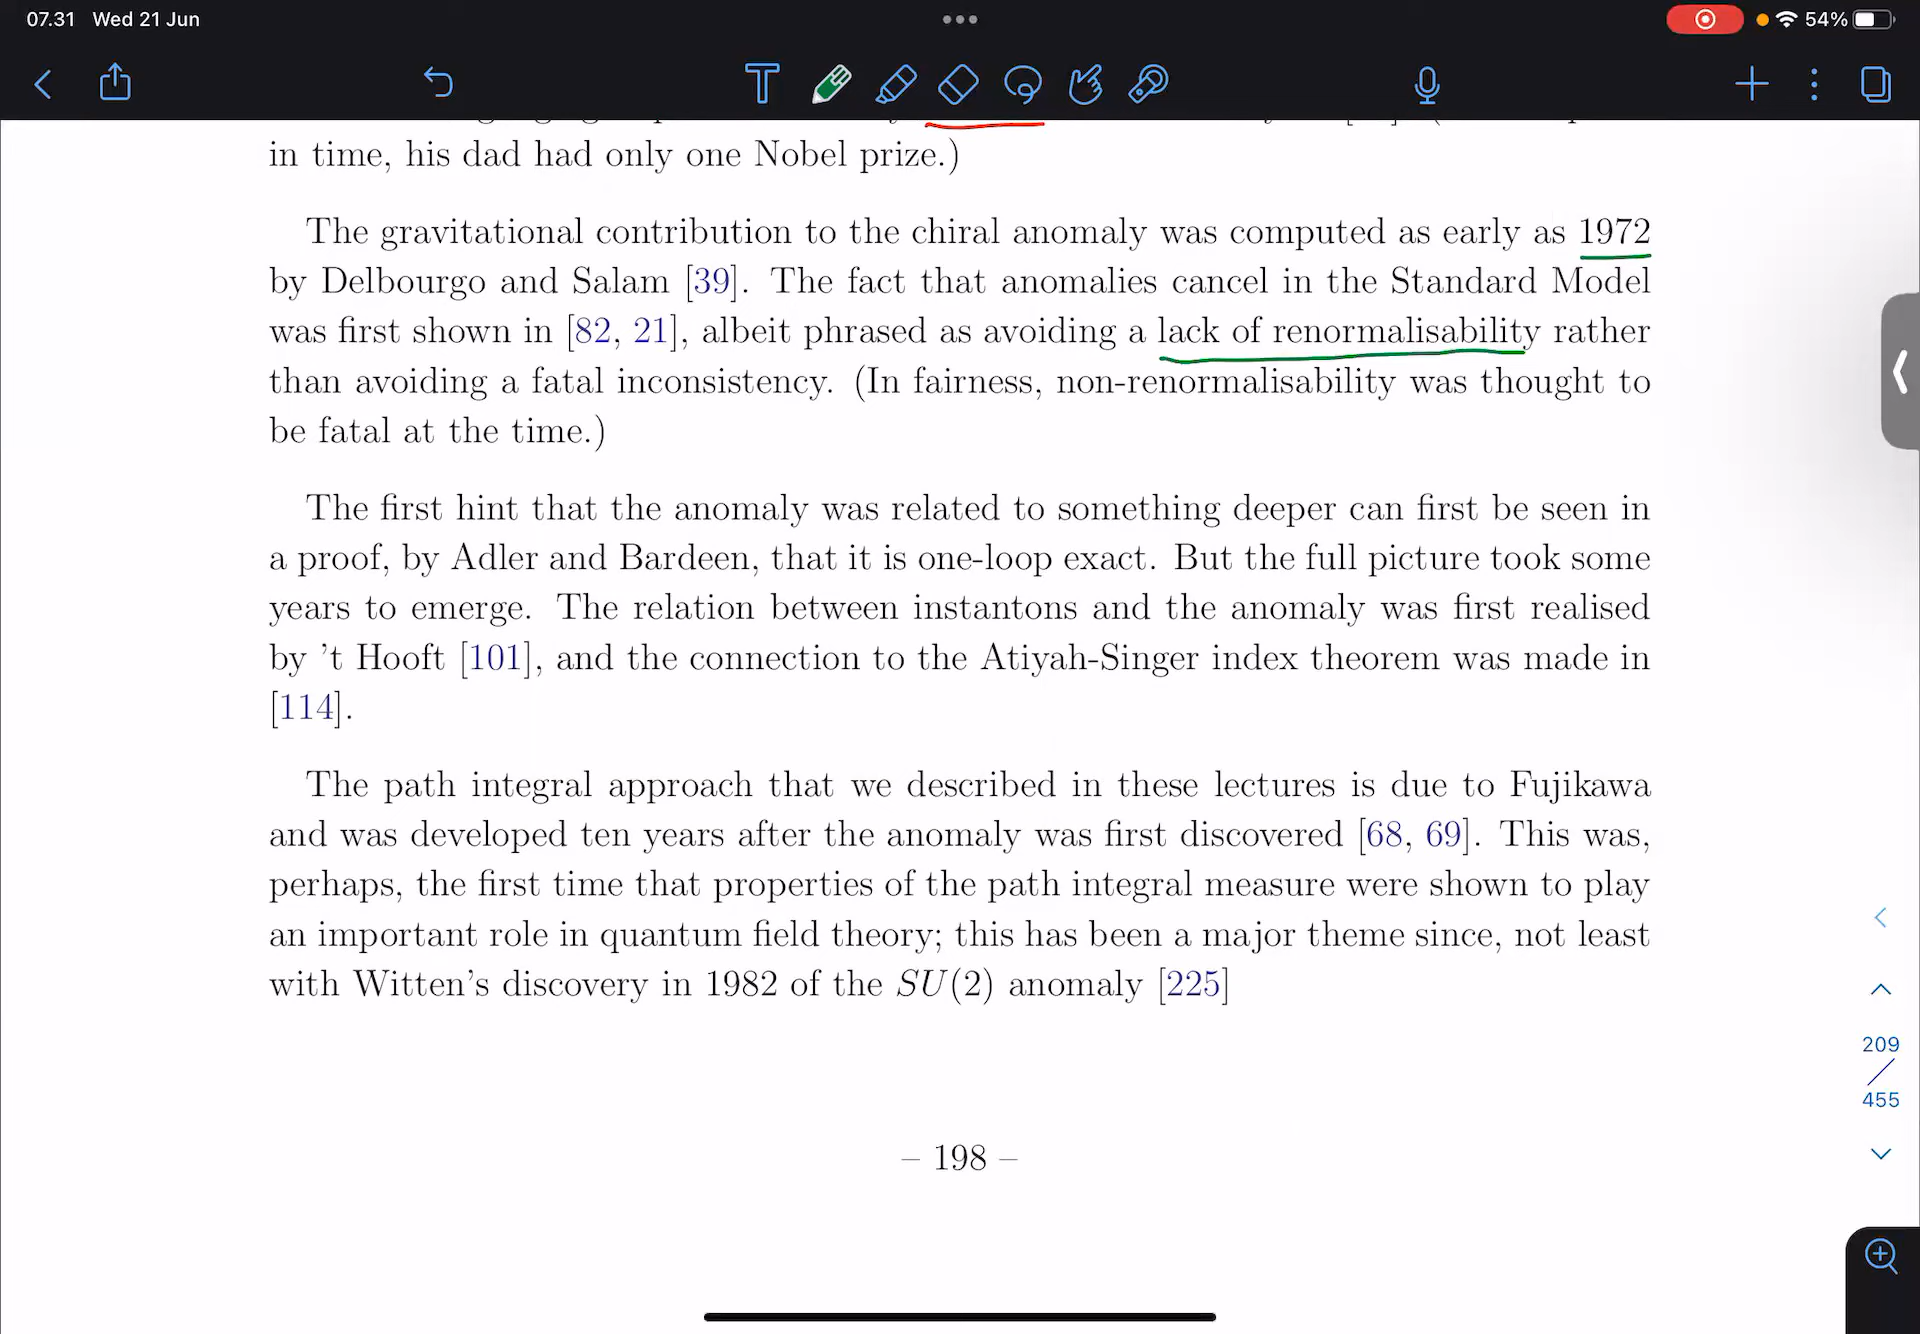 07.31 Wed 21 Jun
54%
in time, his dad had only one Nobel prize.)
The gravitational contribution to the chiral anomaly was computed as early as 1972
by Delbourgo and Salam [39]. The fact that anomalies cancel in the Standard Model
was first shown in [82, 21], albeit phrased as avoiding a lack of renormalisability rather
than avoiding a fatal inconsistency. (In fairness, non-renormalisability was thought to
be fatal at the time.)
The first hint that the anomaly was related to something deeper can first be seen in
a proof, by Adler and Bardeen, that it is one-loop exact. But the full picture took some
years to emerge. The relation between instantons and the anomaly was first realised
by 't Hooft [101], and the connection to the Atiyah-Singer index theorem was made in
[114].
The path integral approach that we described in these lectures is due to Fujikawa
and was developed ten years after the anomaly was first discovered [68, 69]. This was,
perhaps, the first time that properties of the path integral measure were shown to play
an important role in quantum field theory; this has been a major theme since, not least
with Witten's discovery in 1982 of the SU(2) anomaly [225]
209
/
455
– 198 –